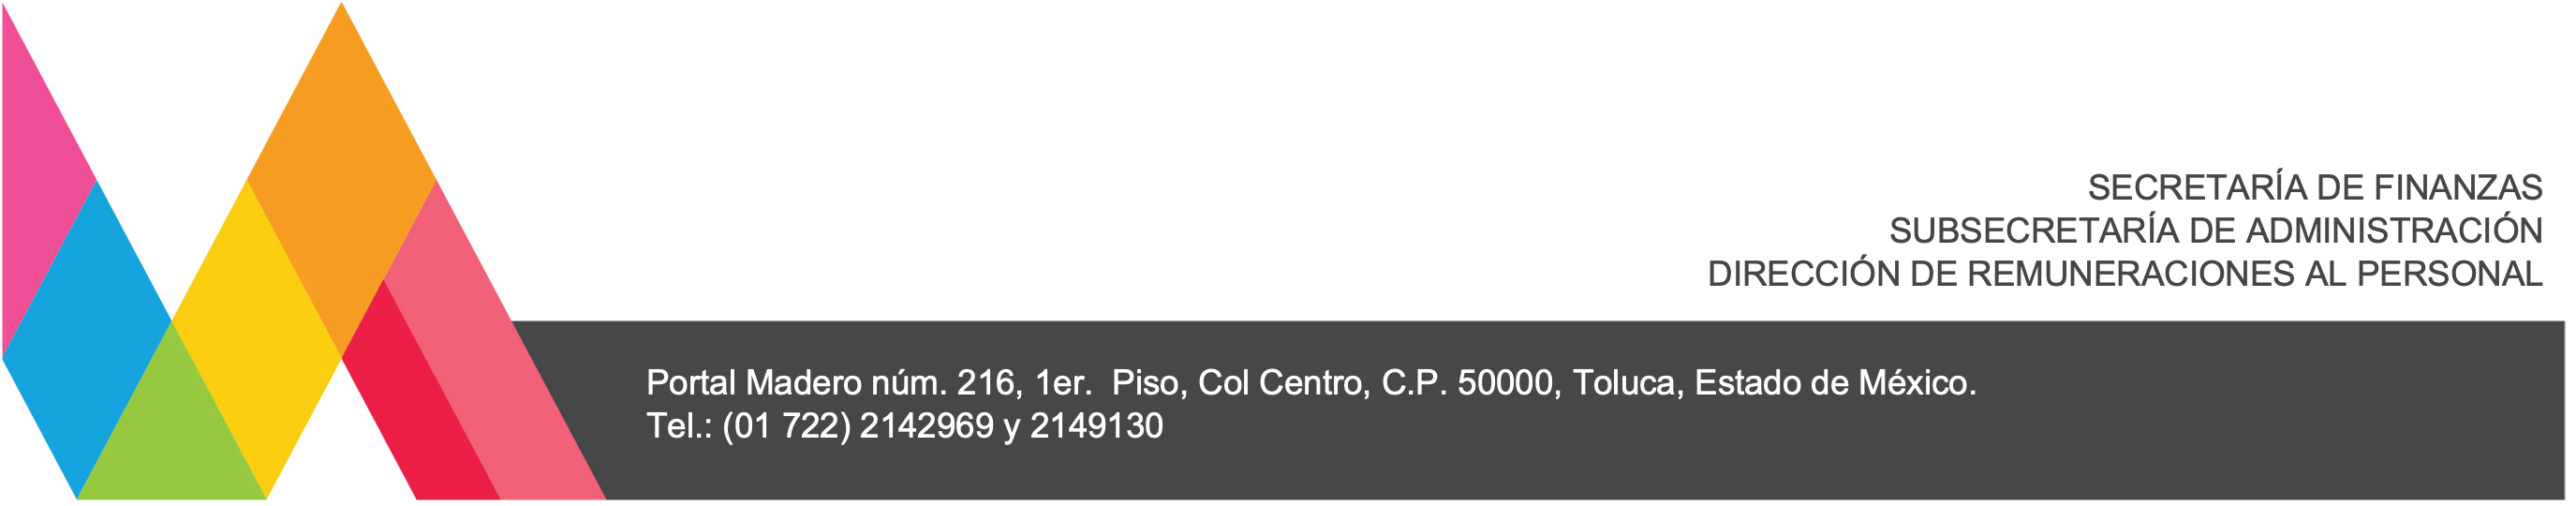 SECRETARÍA DE FINANZAS
SUBSECRETARÍA DE ADMINISTRACIÓN
DIRECCIÓN DE REMUNERACIONES AL PERSONAL
Portal Madero núm. 216, 1er.  Piso, Col Centro, C.P. 50000, Toluca, Estado de México.
Tel.: (01 722) 2142969 y 2149130